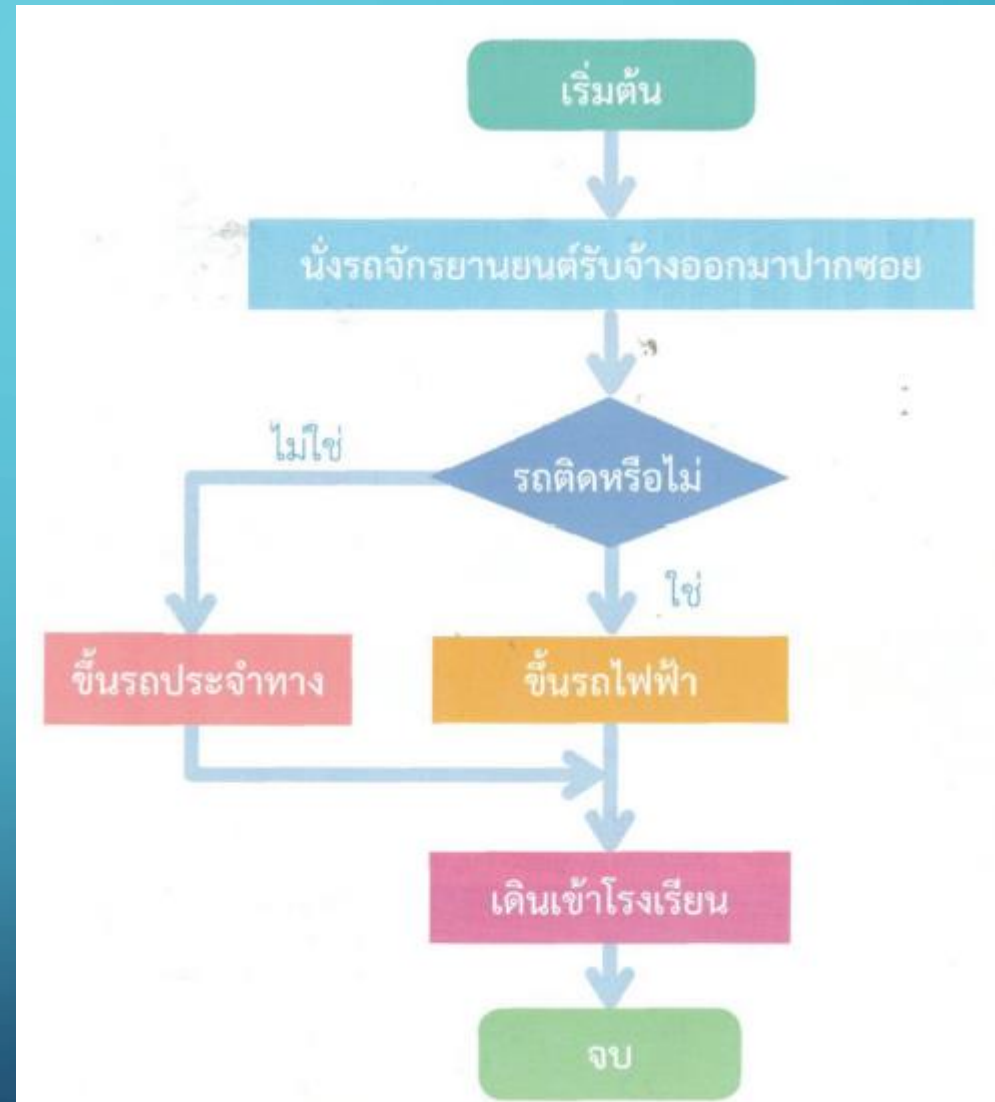 เริ่มต้น
นั่งรถจักรยานยนต์รับจ้างออกมาปากซอย
รถติดหรือไม่
ไม่ใช่
ใช่
ขึ้นรถประจำทาง
ขึ้นรถไฟฟ้า
เดินเข้าโรงเรียน
จบ